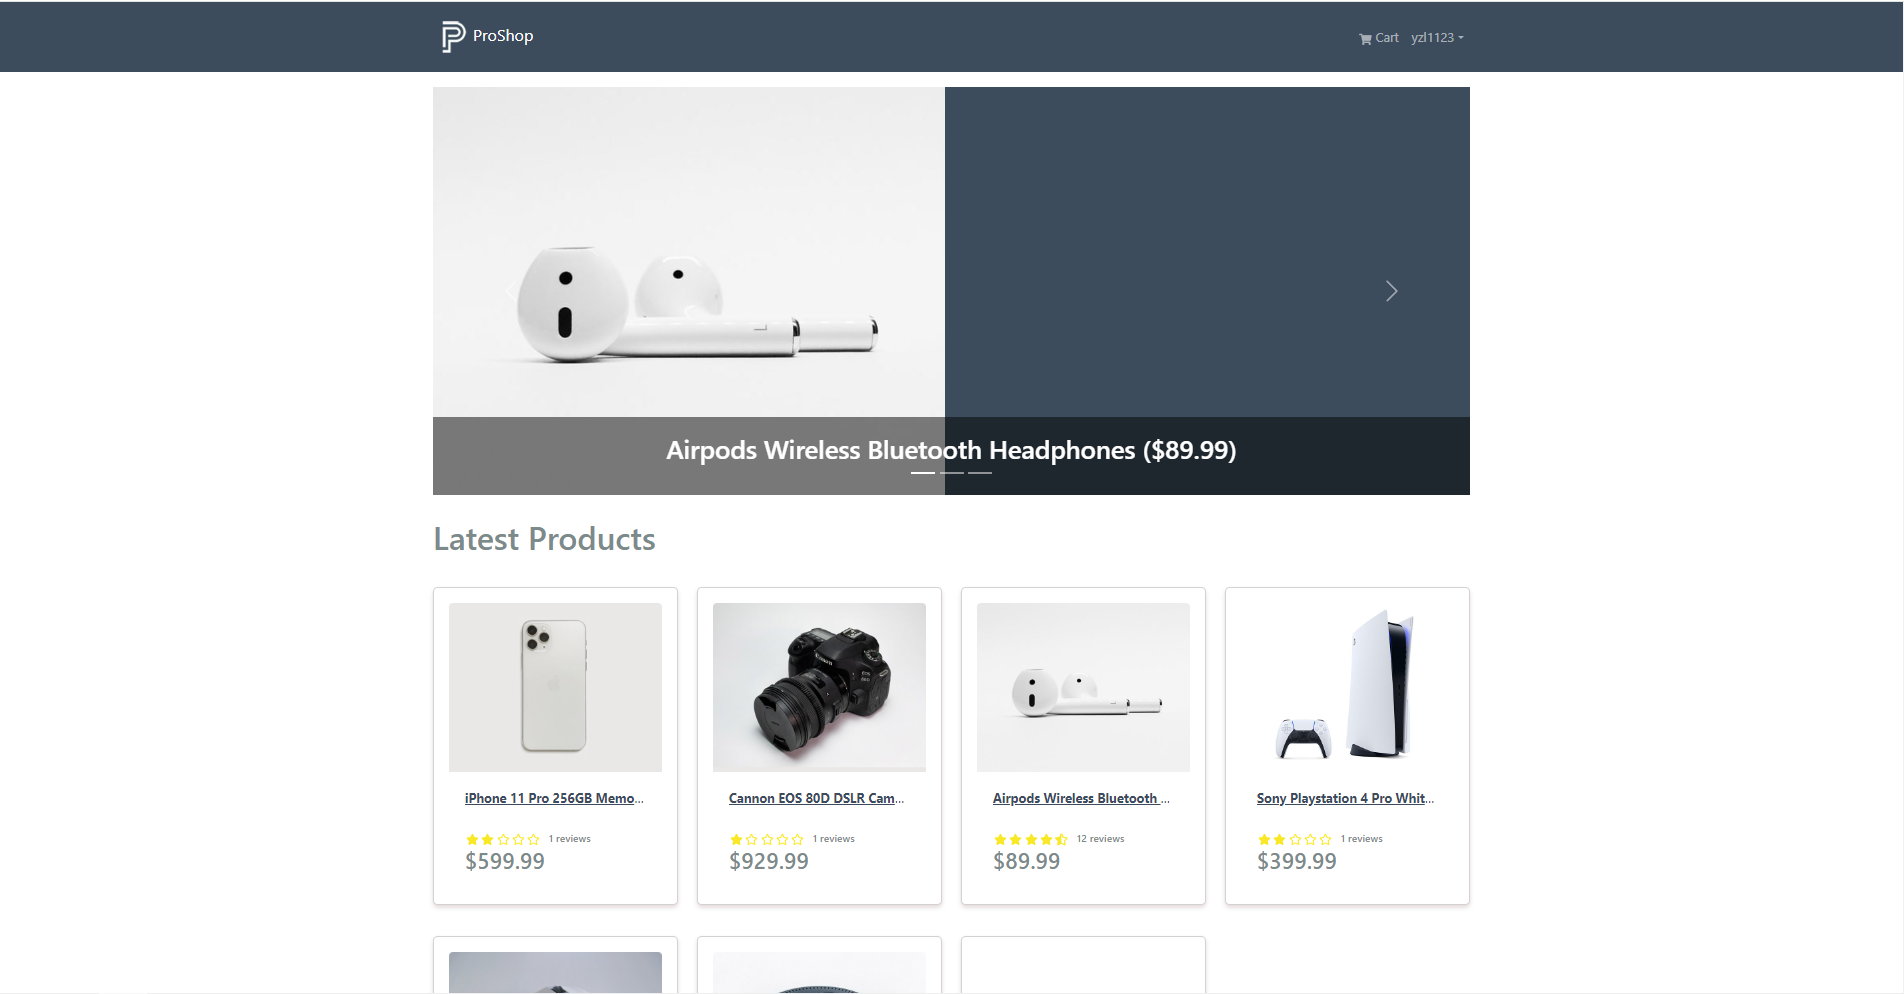 ProShop
Cart yzl1123
Airpods Wireless Bluetooth Headphones ($89.99)
Latest Products
iPhone 11 Pro 256GB Memo...
1 reviews
$599.99
Cannon EOS 80D DSLR Cam...
1 reviews
$929.99
Airpods Wireless Bluetooth ...
12 reviews
$89.99
Sony Playstation 4 Pro Whit...
1 reviews
$399.99